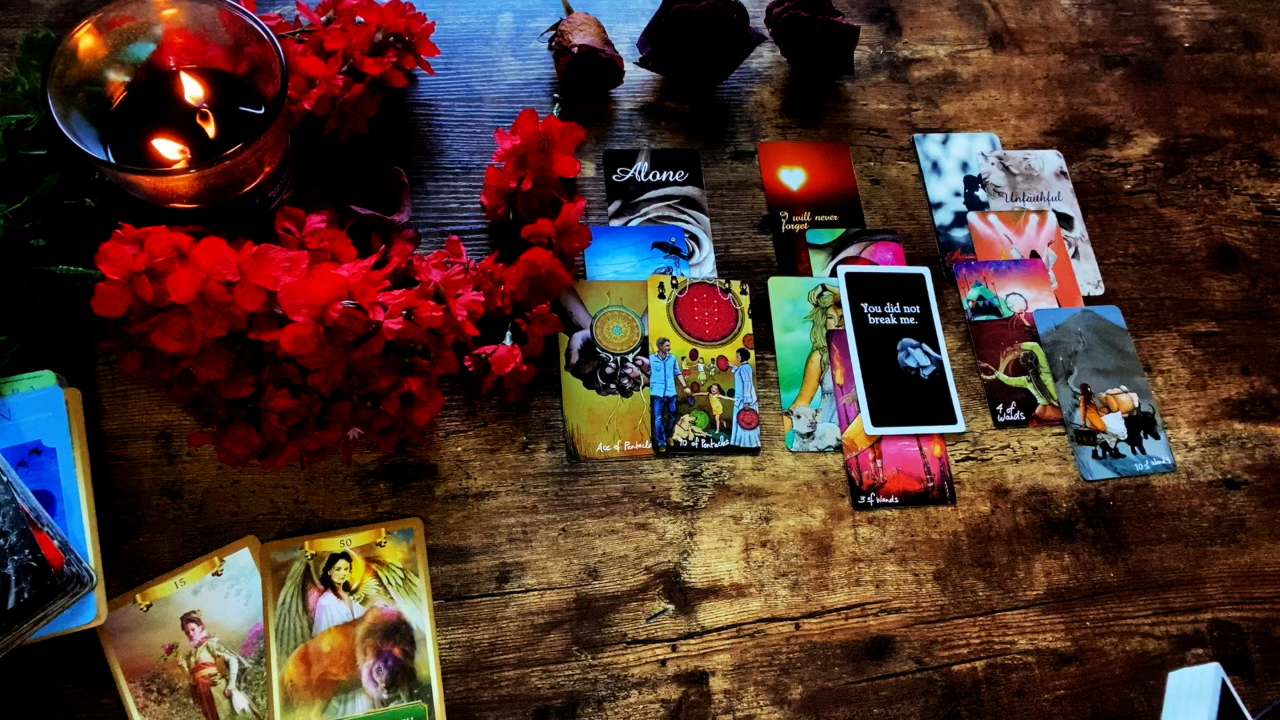 Alone
I will never
forget
Unfaithful
You did not
break me.
Ace of Pentacles
10 of Pentacles
3 of Wands
4 of
Wands
10 of Wands
15
50